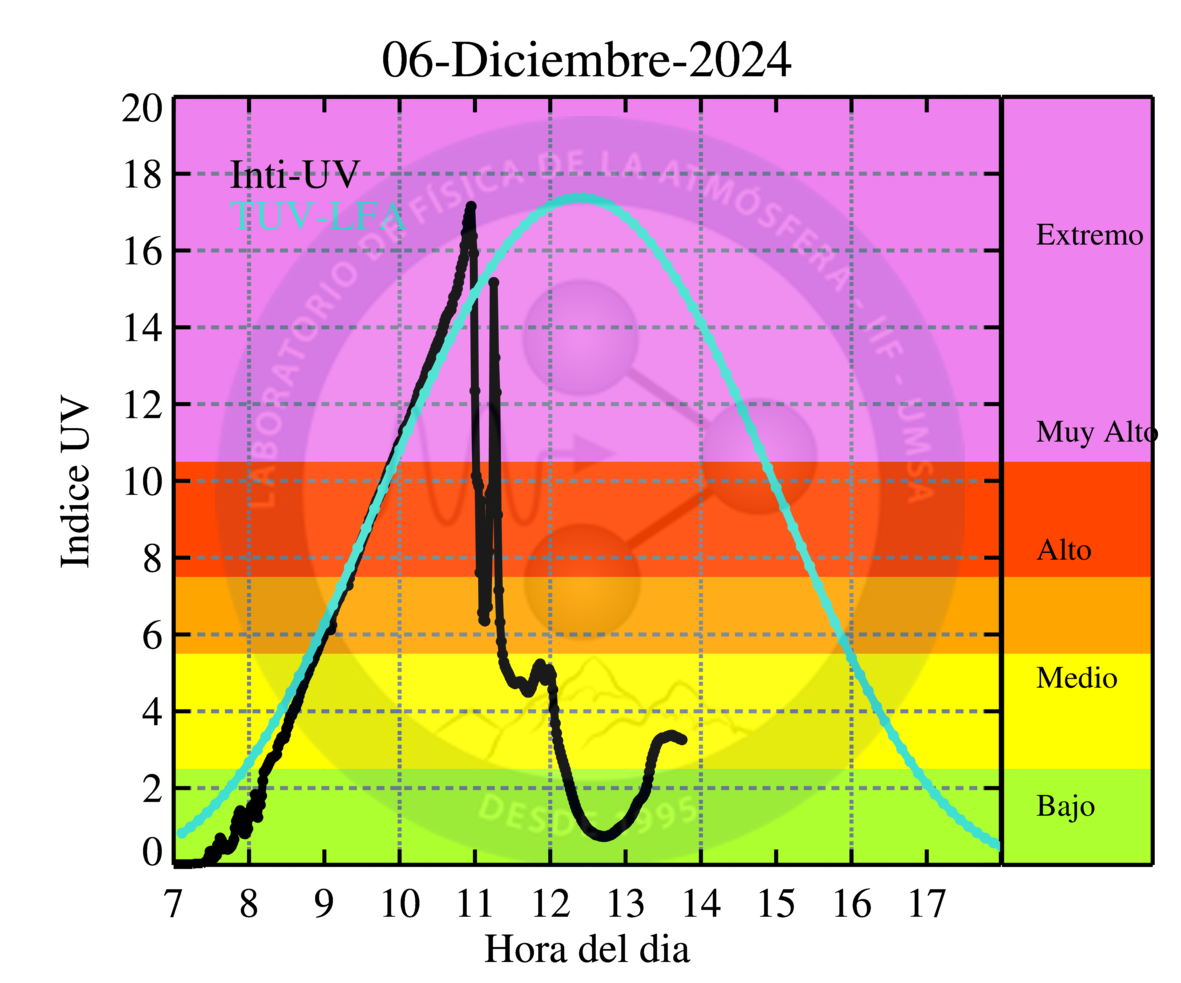 06-Diciembre-2024
Indice UV
20
18
16
14
12
10
8
6
4
2
0
Inti-UV
TUV-LFA
LABORATORIO DE FÍSICA DE LA ATMÓSFERA - IIF - UMSA
DESDE 1995
Extremo
Muy Alto
Alto
Medio
Bajo
7 8 9 10 11 12 13 14 15 16 17
Hora del dia